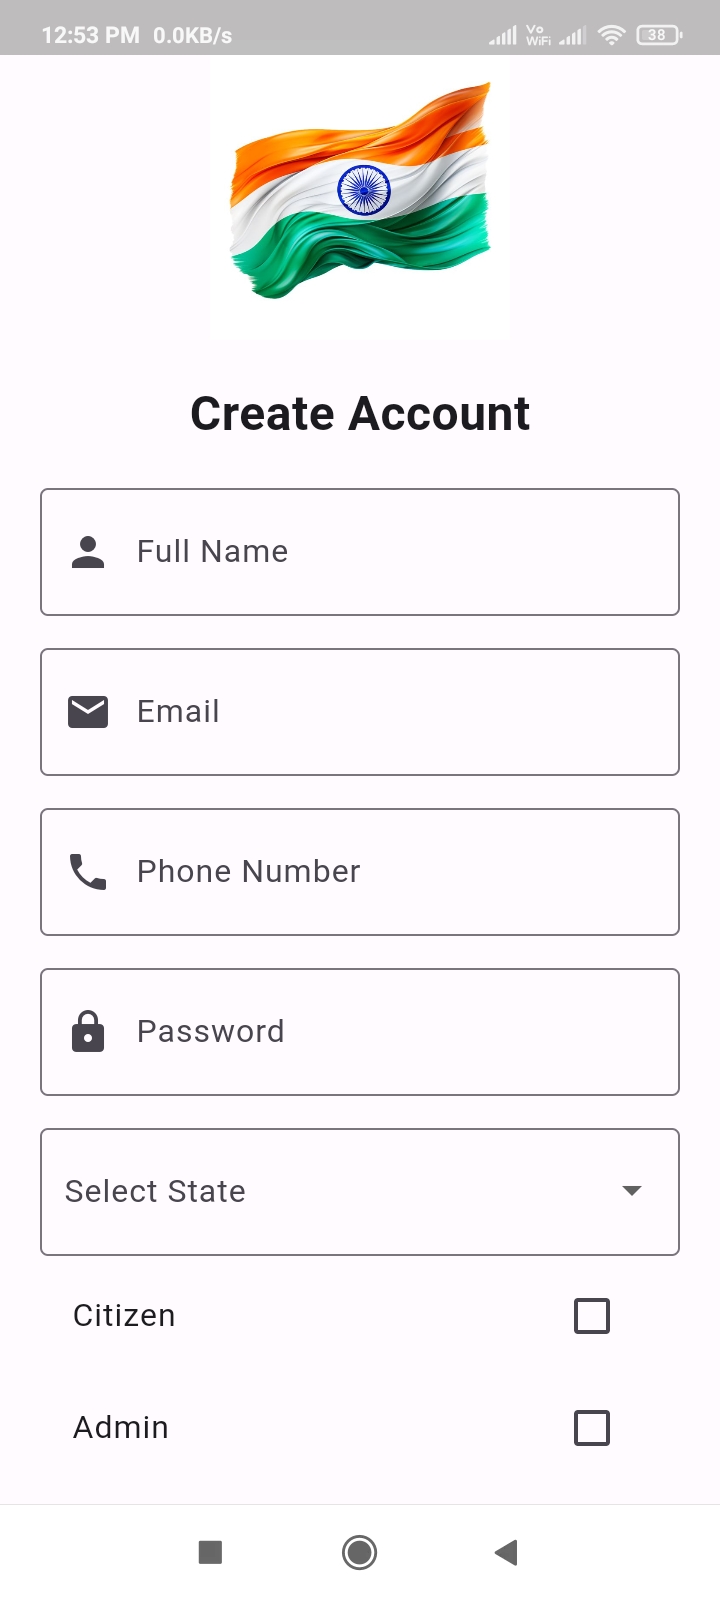 12:53 PM 0.0KB/s Vo WiFi 38
Create Account
Full Name
Email
Phone Number
Password
Select State
Citizen
Admin